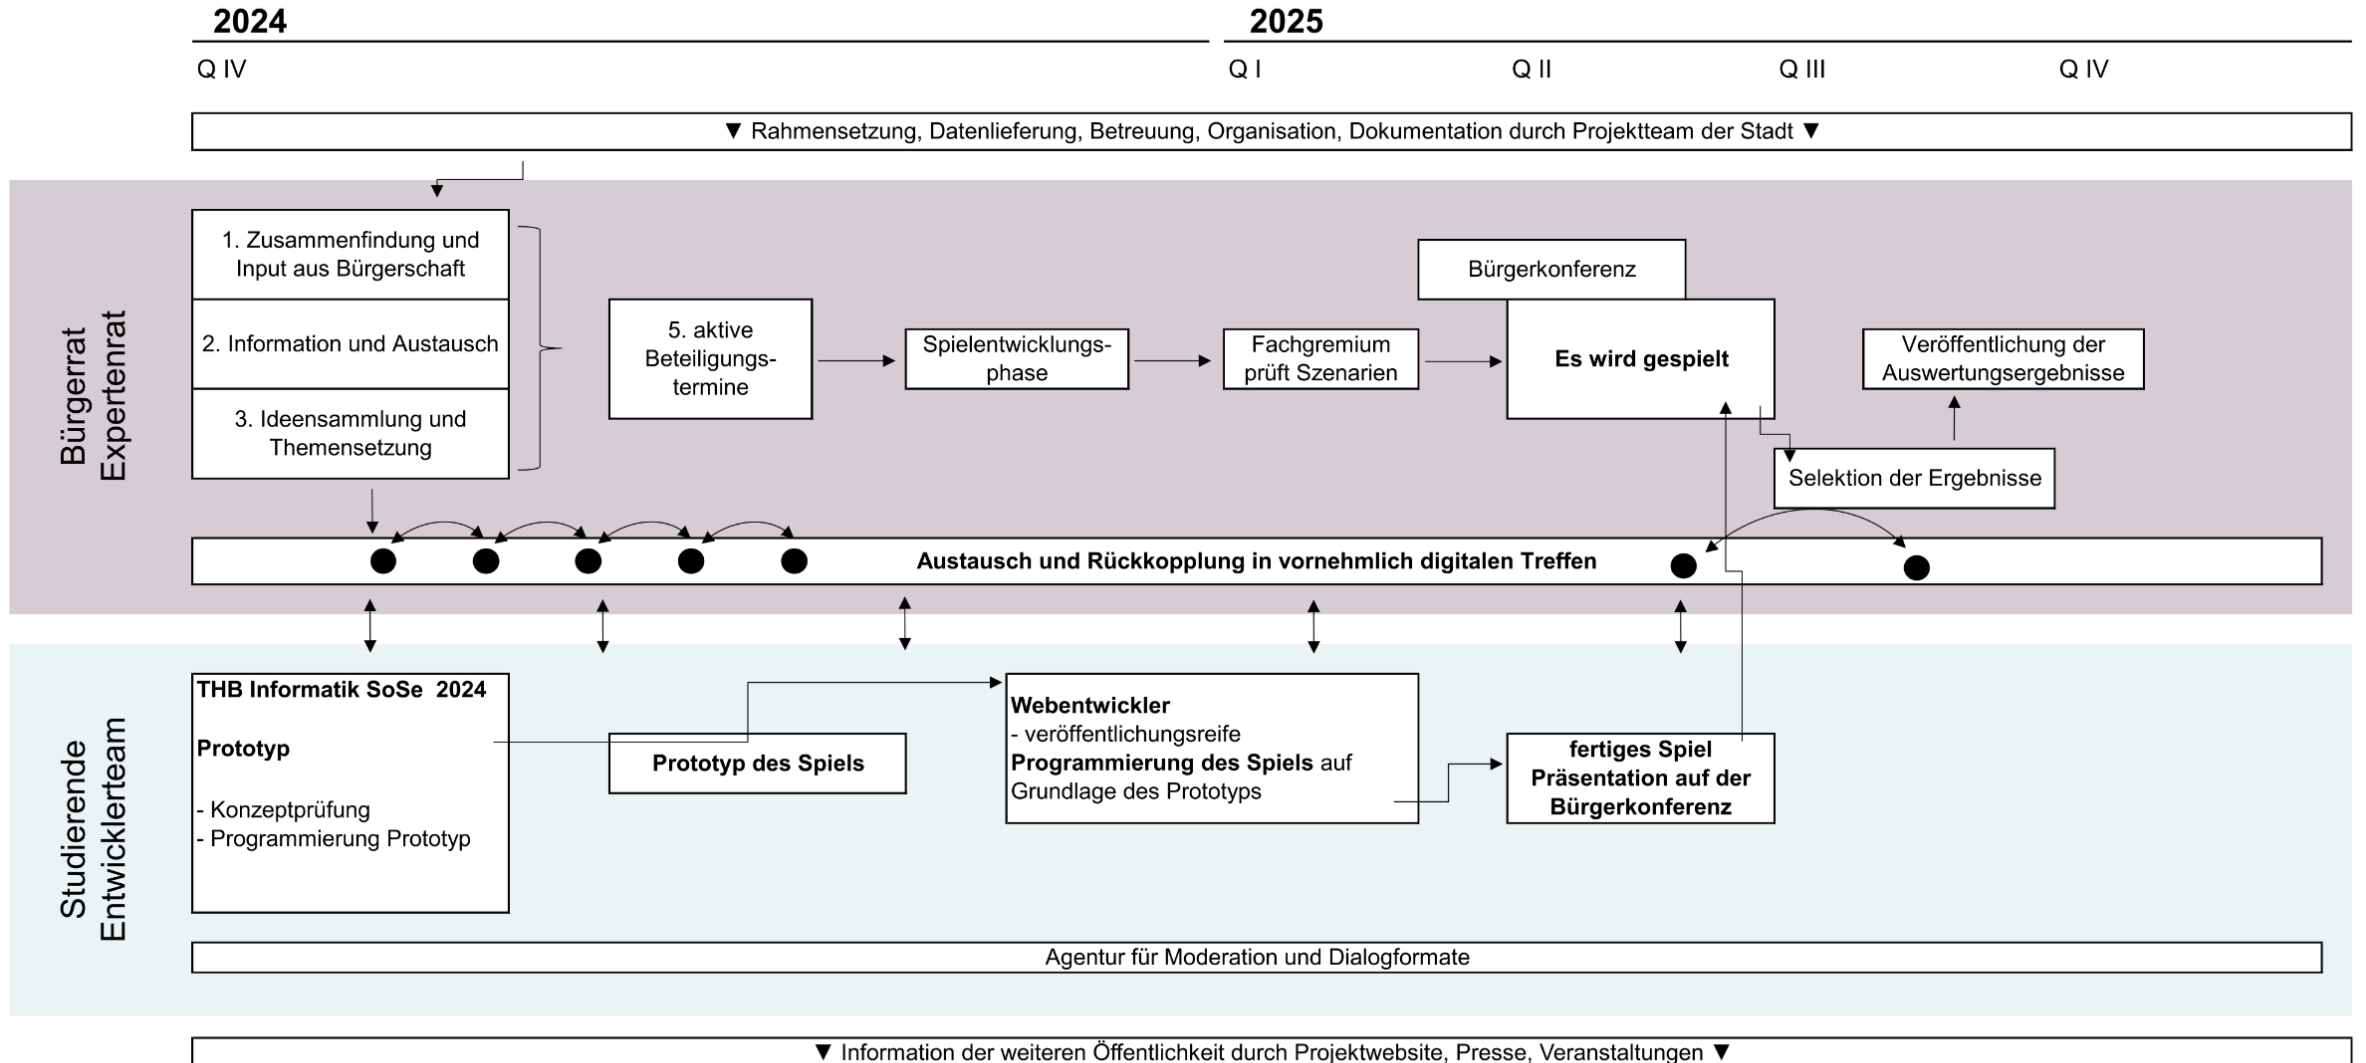 2024
2025
Q IV
Q I
Q II
Q III
Q IV
▼ Rahmensetzung, Datenlieferung, Betreuung, Organisation, Dokumentation durch Projektteam der Stadt ▼
Bürgerrat
Expertenrat
1. Zusammenfindung und
Input aus Bürgerschaft
2. Information und Austausch
3. Ideensammlung und
Themensetzung
5. aktive
Beteiligungs-
termine
Spielentwicklungs-
phase
Fachgremium
prüft Szenarien
Bürgerkonferenz
Es wird gespielt
Veröffentlichung der
Auswertungsergebnisse
Selektion der Ergebnisse
Austausch und Rückkopplung in vornehmlich digitalen Treffen
Studierende
Entwicklerteam
THB Informatik SoSe  2024
Prototyp
- Konzeptprüfung
- Programmierung Prototyp
Prototyp des Spiels
Webentwickler
- veröffentlichungsreife
Programmierung des Spiels auf
Grundlage des Prototyps
fertiges Spiel
Präsentation auf der
Bürgerkonferenz
Agentur für Moderation und Dialogformate
▼ Information der weiteren Öffentlichkeit durch Projektwebsite, Presse, Veranstaltungen ▼